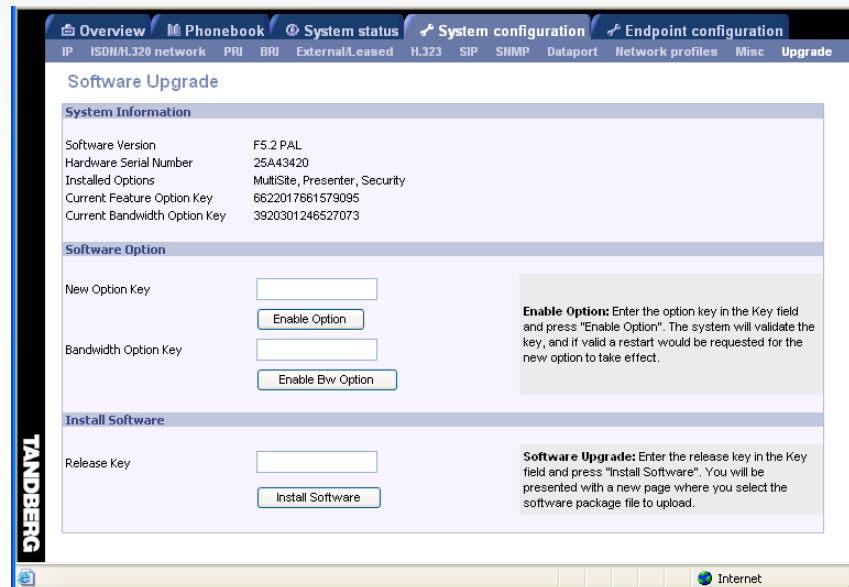 Overview Phonebook System status System configuration Endpoint configuration
IP ISDN/H.320 network PRI BRI External/Leased H.323 SIP SNMP Dataport Network profiles Misc Upgrade
Software Upgrade
System Information
Software Version F5.2 PAL
Hardware Serial Number 25A43420
Installed Options MultiSite, Presenter, Security
Current Feature Option Key 6622017661579095
Current Bandwidth Option Key 3920301246527073
Software Option
New Option Key
Enable Option
Bandwidth Option Key
Enable Bw Option
Enable Option: Enter the option key in the Key field
and press "Enable Option". The system will validate the
key, and if valid a restart would be requested for the
new option to take effect.
Install Software
Release Key
Install Software
Software Upgrade: Enter the release key in the Key
field and press "Install Software". You will be
presented with a new page where you select the
software package file to upload.
TANDBERG
Internet